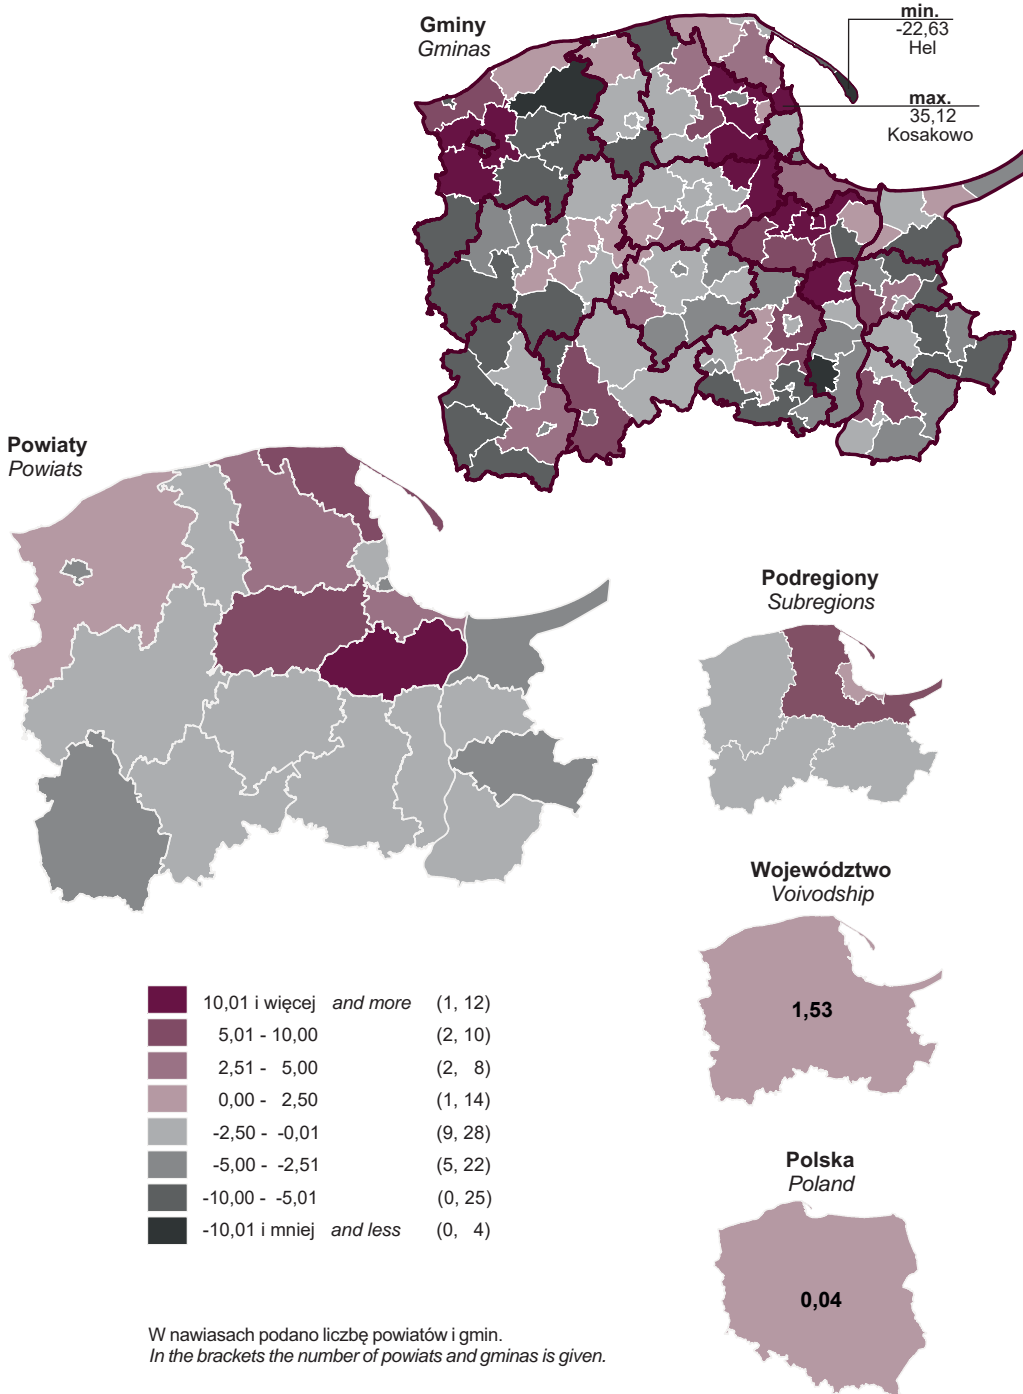 Gminy
Gminas
min.
-22,63
Hel
max.
35,12
Kosakowo
Powiaty
Powiats
Podregiony
Subregions
Województwo
Voivodship
1,53
10,01 i więcej and more (1, 12)
5,01 - 10,00 (2, 10)
2,51 - 5,00 (2, 8)
0,00 - 2,50 (1, 14)
-2,50 - -0,01 (9, 28)
-5,00 - -2,51 (5, 22)
-10,00 - -5,01 (0, 25)
-10,01 i mniej and less (0, 4)
Polska
Poland
0,04
W nawiasach podano liczbę powiatów i gmin.
In the brackets the number of powiats and gminas is given.